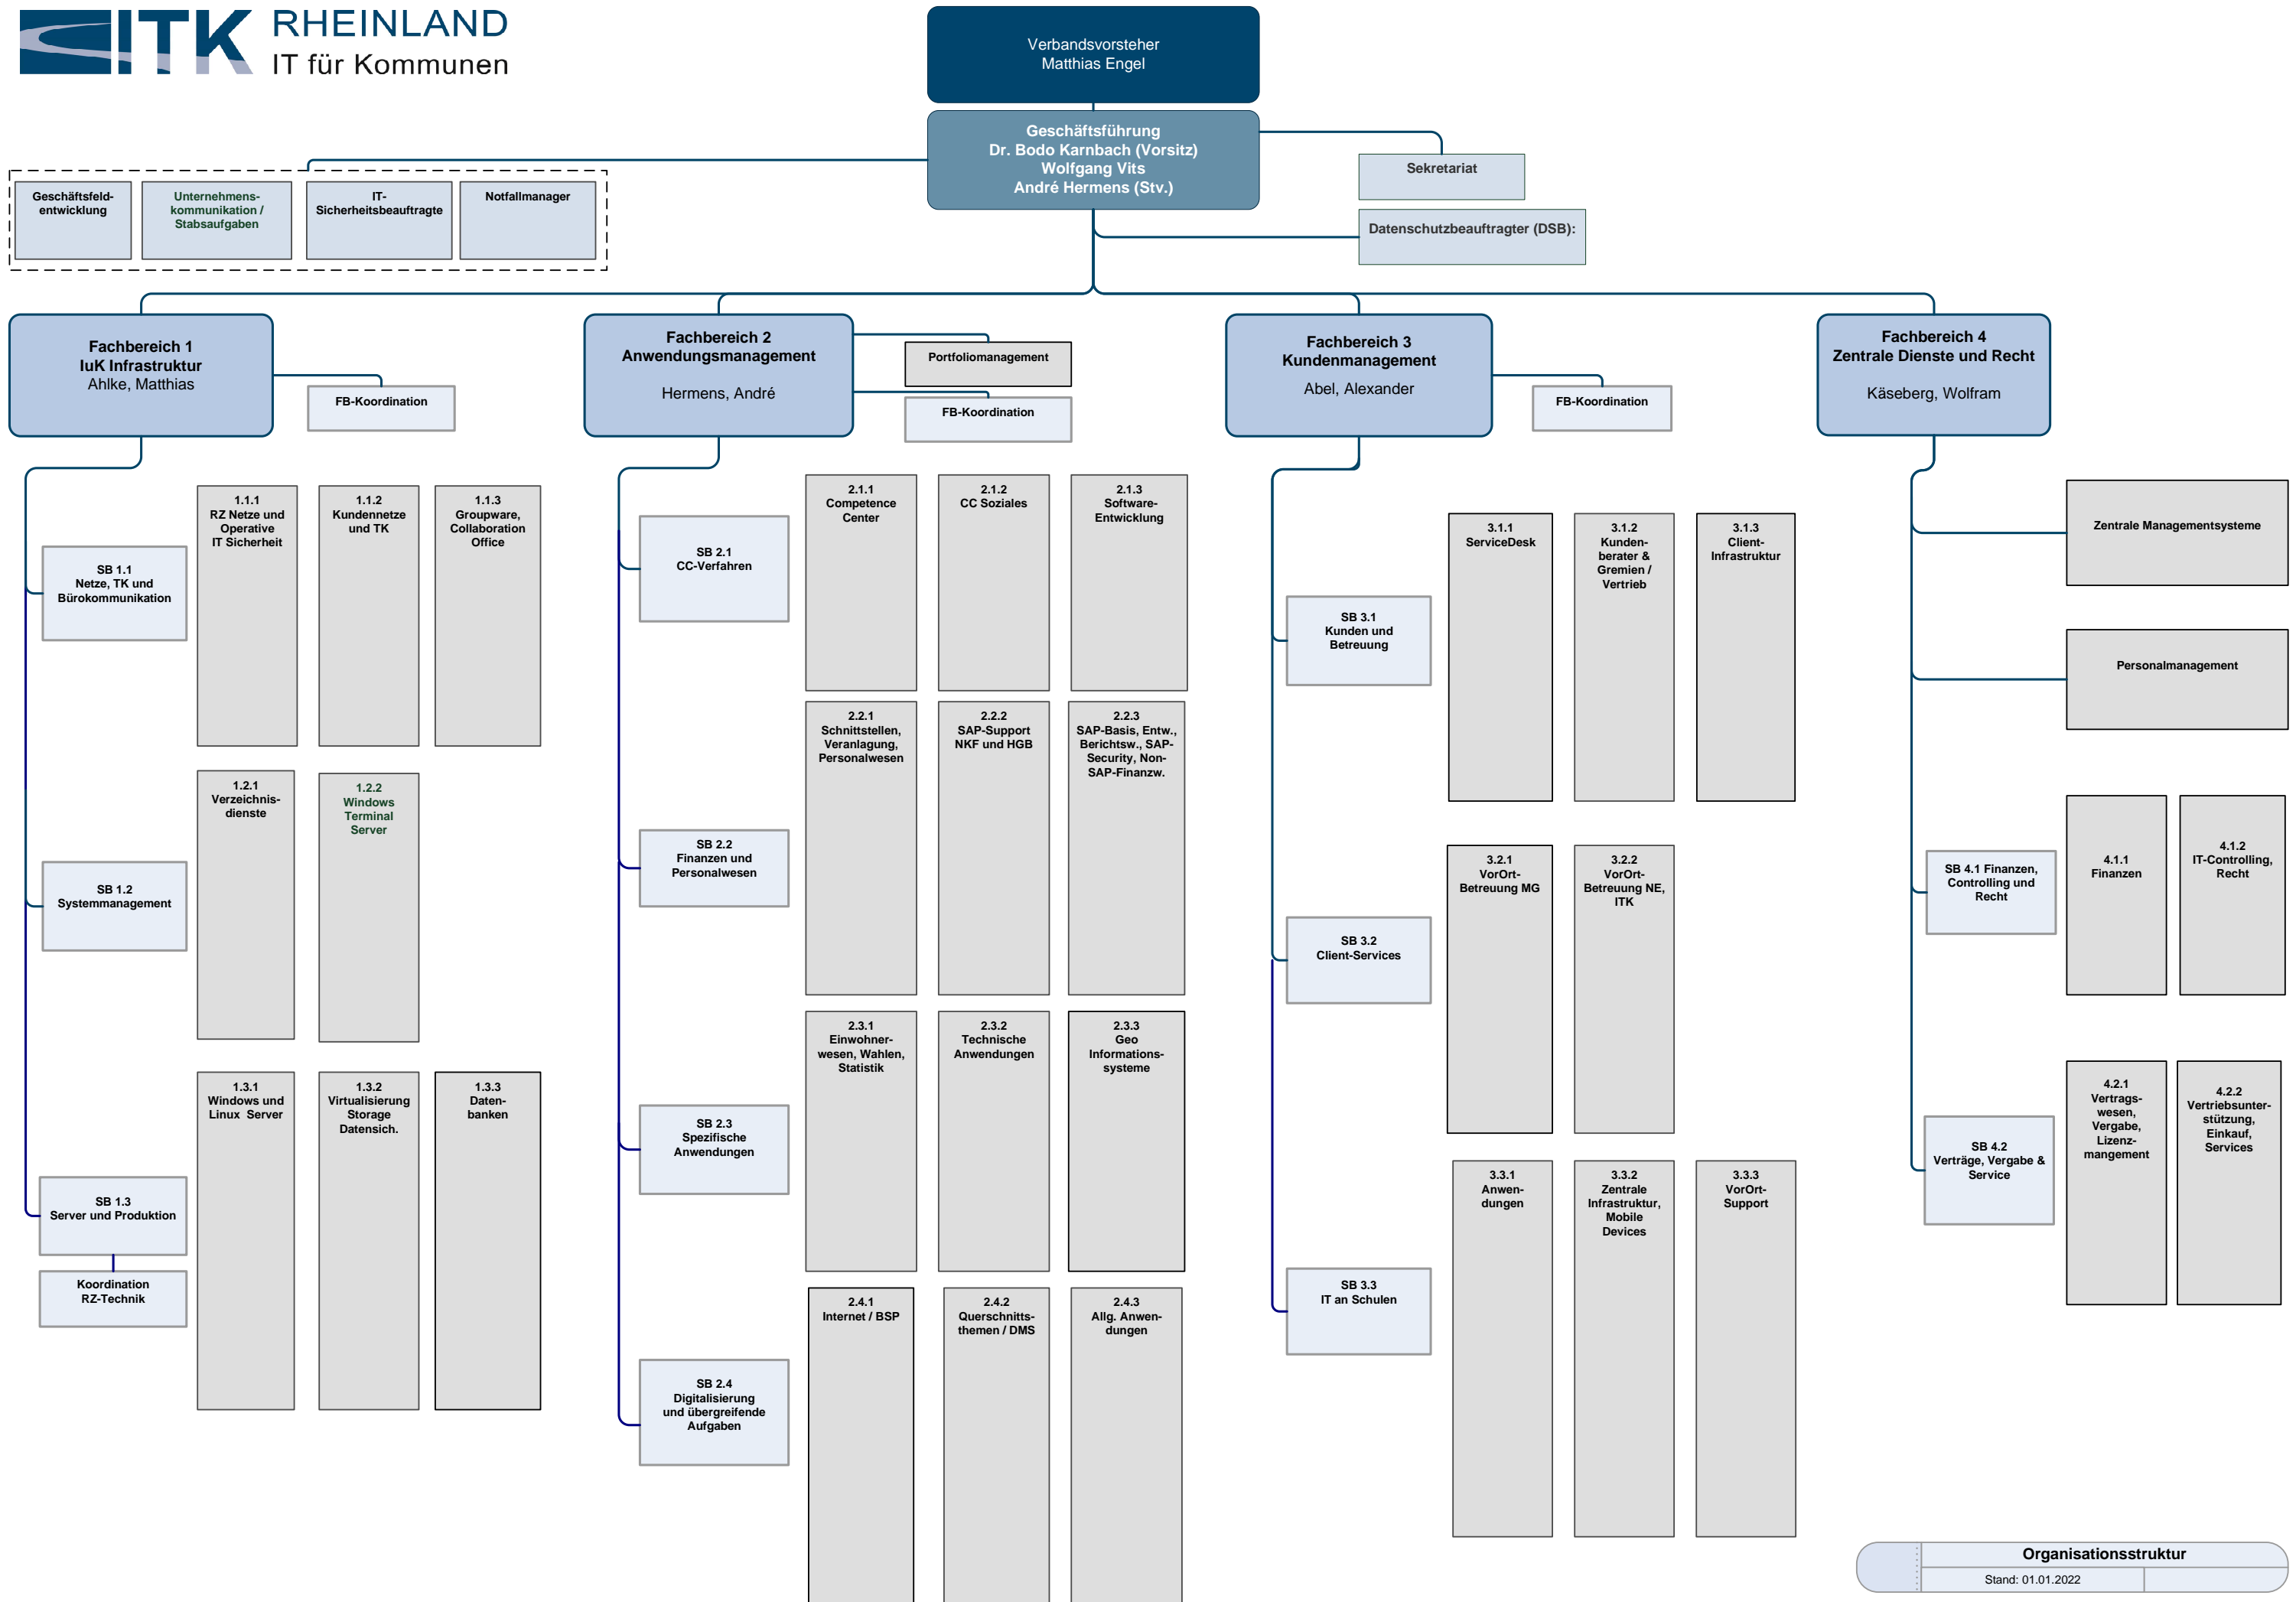 ITK RHEINLAND
IT für Kommunen
Verbandsvorsteher
Matthias Engel
Geschäftsführung
Dr. Bodo Karnbach (Vorsitz)
Wolfgang Vits
André Hermens (Stv.)
Sekretariat
Datenschutzbeauftragter (DSB):
Geschäftsfeld-
entwicklung
Unternehmens-
kommunikation /
Stabsaufgaben
IT-
Sicherheitsbeauftragte
Notfallmanager
Fachbereich 1
IuK Infrastruktur
Ahlke, Matthias
FB-Koordination
Fachbereich 2
Anwendungsmanagement
Hermens, André
Portfoliomanagement
FB-Koordination
Fachbereich 3
Kundenmanagement
Abel, Alexander
FB-Koordination
Fachbereich 4
Zentrale Dienste und Recht
Käseberg, Wolfram
SB 1.1
Netze, TK und
Bürokommunikation
1.1.1
RZ Netze und
Operative
IT Sicherheit
1.1.2
Kundennetze
und TK
1.1.3
Groupware,
Collaboration
Office
SB 1.2
Systemmanagement
1.2.1
Verzeichnis-
dienste
1.2.2
Windows
Terminal
Server
SB 1.3
Server und Produktion
Koordination
RZ-Technik
1.3.1
Windows und
Linux  Server
1.3.2
Virtualisierung
Storage
Datensich.
1.3.3
Daten-
banken
SB 2.1
CC-Verfahren
2.1.1
Competence
Center
2.1.2
CC Soziales
2.1.3
Software-
Entwicklung
SB 2.2
Finanzen und
Personalwesen
2.2.1
Schnittstellen,
Veranlagung,
Personalwesen
2.2.2
SAP-Support
NKF und HGB
2.2.3
SAP-Basis, Entw.,
Berichtsw., SAP-
Security, Non-
SAP-Finanzw.
SB 2.3
Spezifische
Anwendungen
2.3.1
Einwohner-
wesen, Wahlen,
Statistik
2.3.2
Technische
Anwendungen
2.3.3
Geo
Informations-
systeme
SB 2.4
Digitalisierung
und übergreifende
Aufgaben
2.4.1
Internet / BSP
2.4.2
Querschnitts-
themen / DMS
2.4.3
Allg. Anwen-
dungen
SB 3.1
Kunden und
Betreuung
3.1.1
ServiceDesk
3.1.2
Kunden-
berater &
Gremien /
Vertrieb
3.1.3
Client-
Infrastruktur
SB 3.2
Client-Services
3.2.1
VorOrt-
Betreuung MG
3.2.2
VorOrt-
Betreuung NE,
ITK
SB 3.3
IT an Schulen
3.3.1
Anwen-
dungen
3.3.2
Zentrale
Infrastruktur,
Mobile
Devices
3.3.3
VorOrt-
Support
Zentrale Managementsysteme
Personalmanagement
SB 4.1 Finanzen,
Controlling und
Recht
4.1.1
Finanzen
4.1.2
IT-Controlling,
Recht
SB 4.2
Verträge, Vergabe &
Service
4.2.1
Vertrags-
wesen,
Vergabe,
Lizenz-
mangement
4.2.2
Vertriebsunter-
stützung,
Einkauf,
Services
Organisationsstruktur
Stand: 01.01.2022